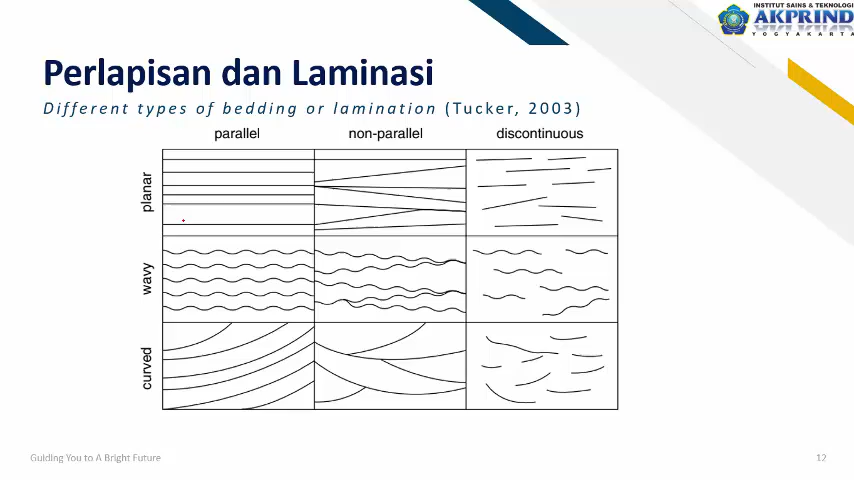 INSTITUT SAINS & TEKNOLOGI
AKPRIND
YOGYAKARTA
Perlapisan dan Laminasi
Different types of bedding or lamination (Tucker, 2003)
parallel non-parallel discontinuous
planar
wavy
curved
Guiding You to A Bright Future
12